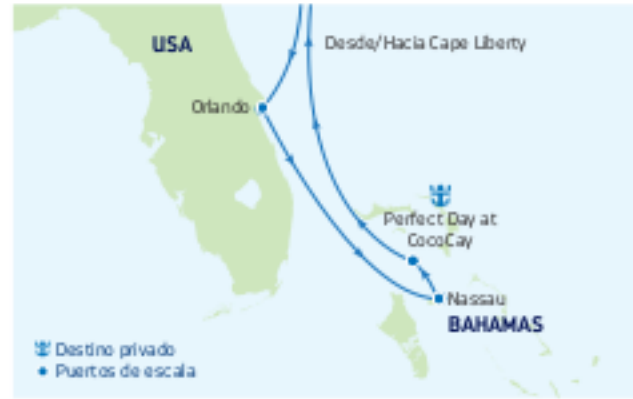 USA
Desde/Hacia Cape Liberty
Orlando
Perfect Day at
CocoCay
Nassau
BAHAMAS
Destino privado
Puertos de escala